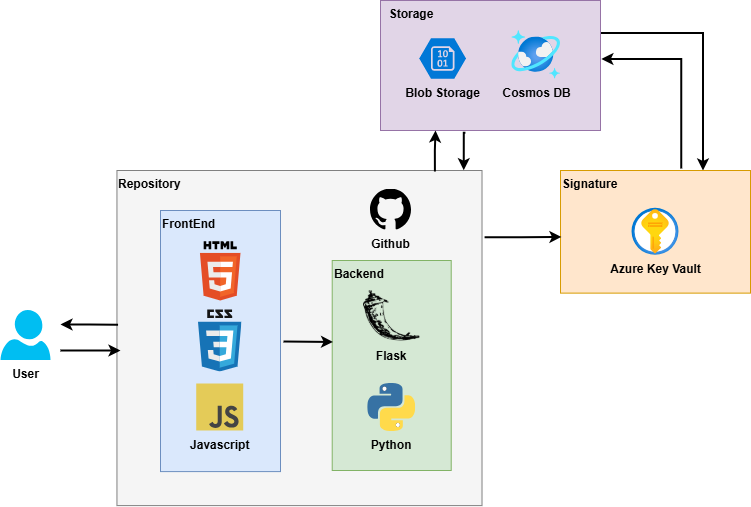 Storage
10
01
Blob Storage
Cosmos DB
Repository
Github
Signature
Azure Key Vault
FrontEnd
HTML
5
CSS
3
JS
Javascript
Backend
Flask
Python
User